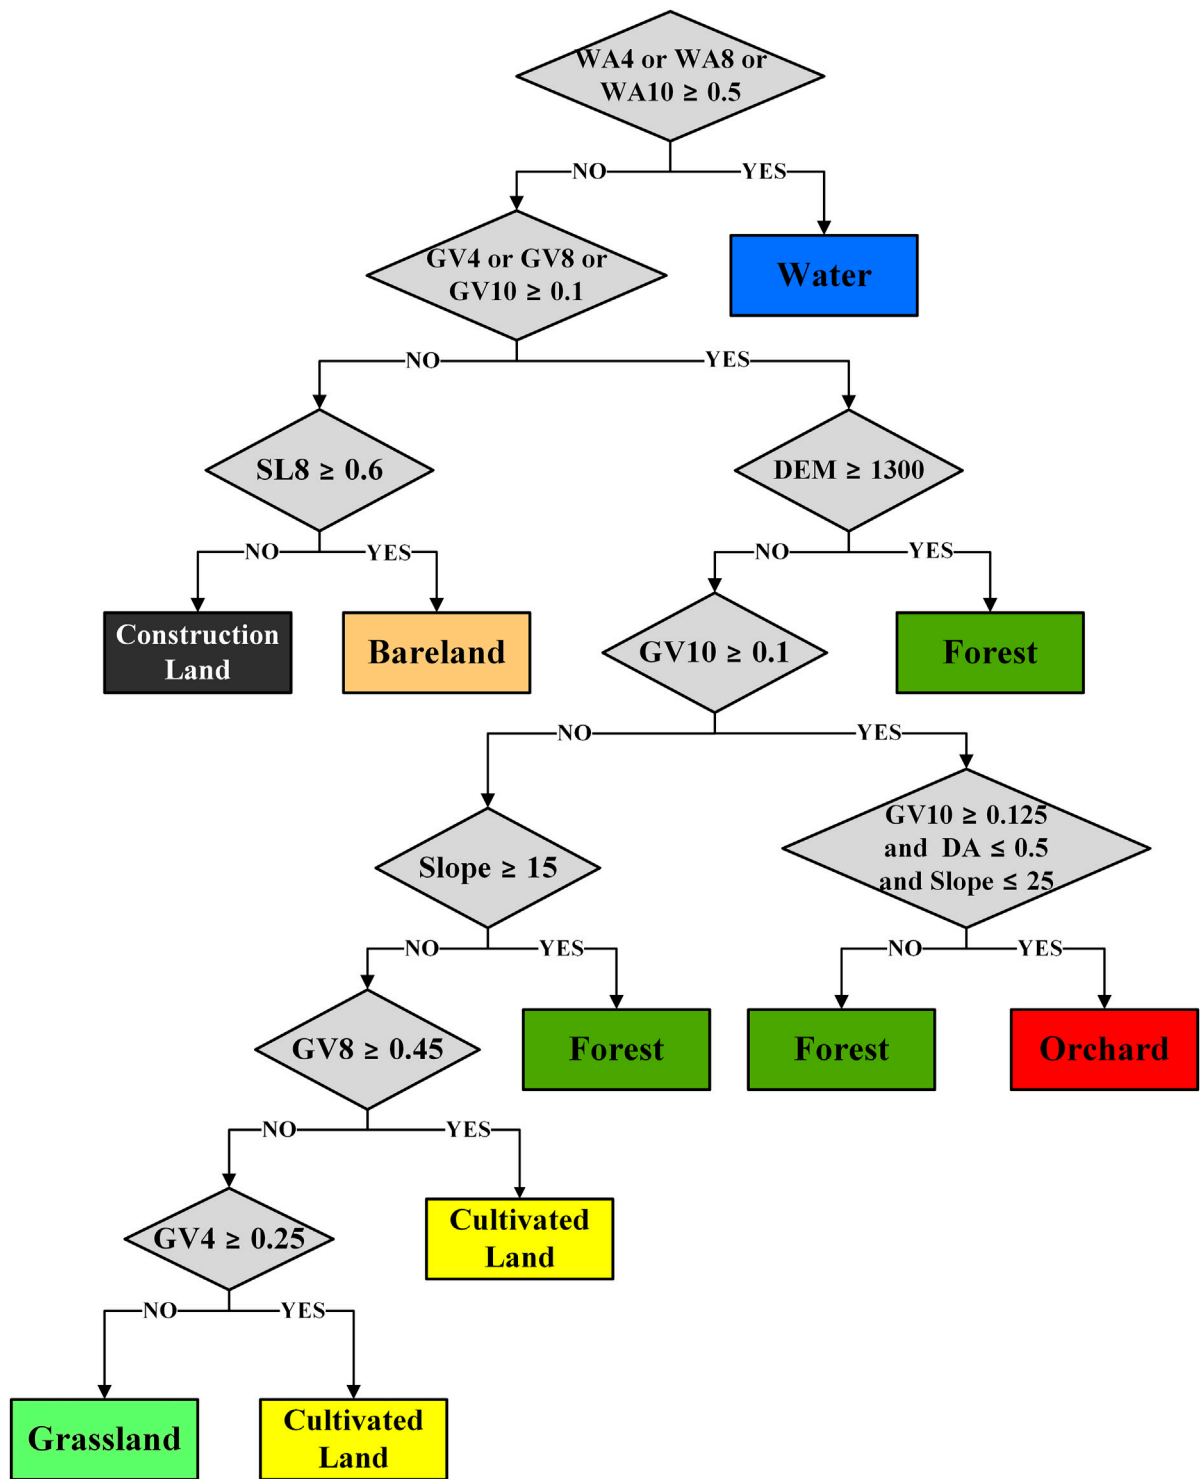 WA4 or WA8 or
WA10 ≥ 0.5
NO
YES
GV4 or GV8 or
GV10 ≥ 0.1
Water
NO
YES
SL8 ≥ 0.6
DEM ≥ 1300
NO
YES
NO
YES
Construction
Land
Bareland
GV10 ≥ 0.1
Forest
NO
YES
Slope ≥ 15
GV10 ≥ 0.125
and DA ≤ 0.5
and Slope ≤ 25
NO
YES
NO
YES
GV8 ≥ 0.45
Forest
Forest
Orchard
NO
YES
GV4 ≥ 0.25
Cultivated
Land
NO
YES
Grassland
Cultivated
Land